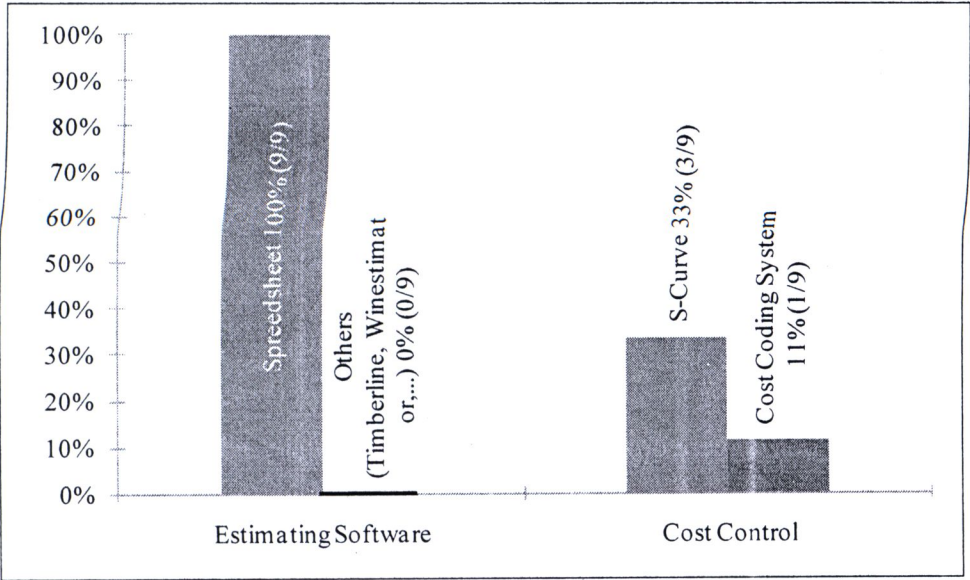 100%
90%
80%
70%
60%
50%
40%
30%
20%
10%
0%
Spreedsheet 100% (9/9)
Others
(Timberline, Winestimat
or,...) 0% (0/9)
S-Curve 33% (3/9)
Cost Coding System
11% (1/9)
Estimating Software
Cost Control